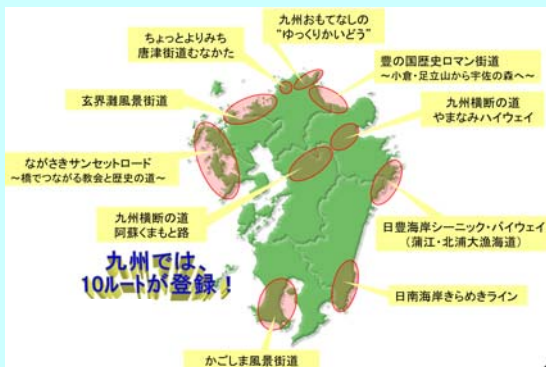 ちょっとよりみち
唐津街道むなかた
九州おもてなしの
“ゆっくりかいどう”
豊の国歴史ロマン街道
～小倉・足立山から宇佐の森へ～
玄界灘風景街道
九州横断の道
やまなみハイウェイ
ながさきサンセットロード
～橋でつながる教会と歴史の道～
九州横断の道
阿蘇くまもと路
日豊海岸シーニック・バイウェイ
（蒲江・北浦大漁海道）
九州では、
10ルートが登録！
日南海岸きらめきライン
かごしま風景街道